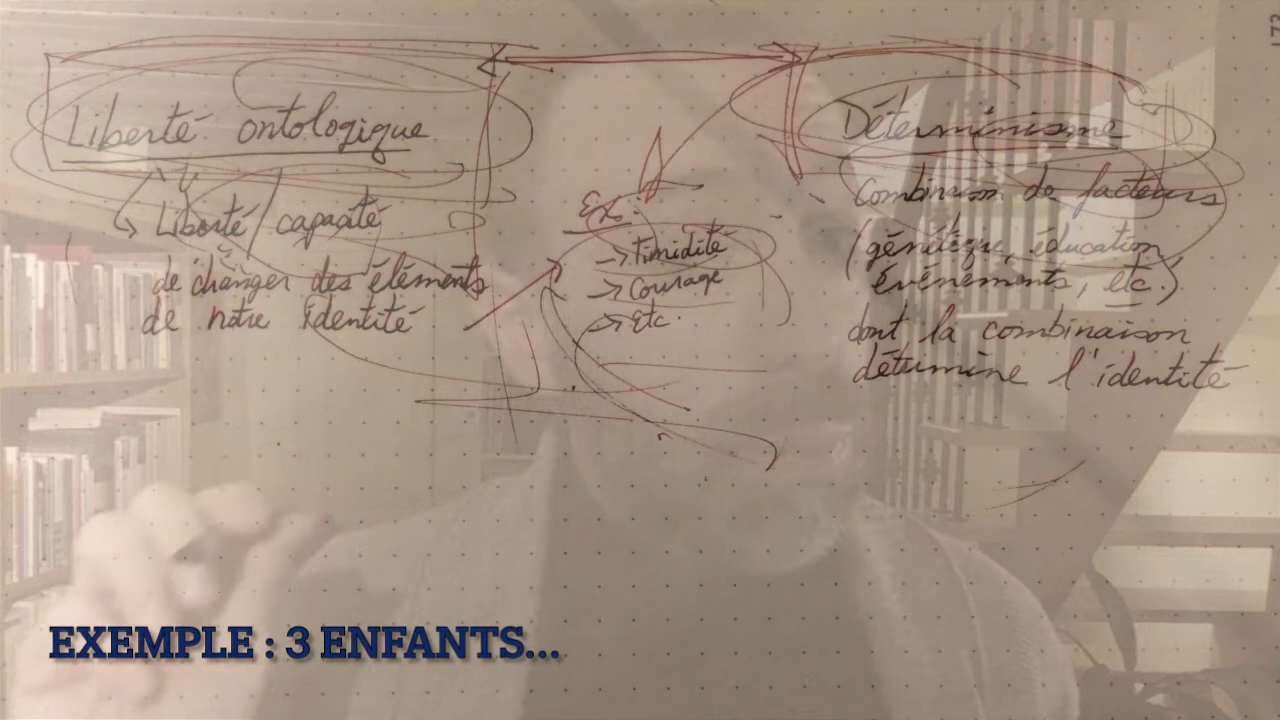 Liberté ontologique
Liberté / capacité
de changer des éléments
de notre identité
Ex:
→ timidité
→ Courage
→ Etc.
Déterminisme
Combinaison de facteurs
(génétique, éducation,
événements, etc.)
dont la combinaison
détermine l'identité
173
EXEMPLE : 3 ENFANTS...